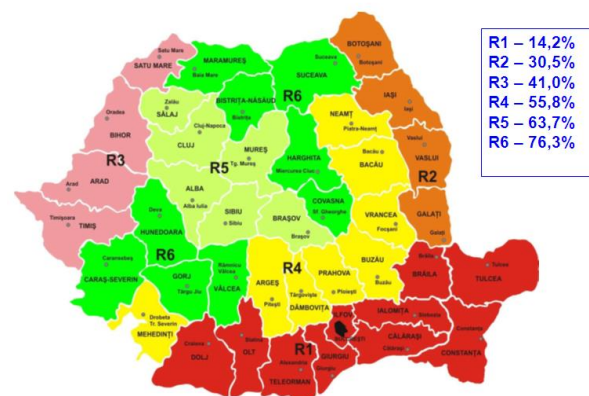 R1 – 14,2%
R2 – 30,5%
R3 – 41,0%
R4 – 55,8%
R5 – 63,7%
R6 – 76,3%
BOTOȘANI
Botoșani
Satu Mare
SATU MARE
MARAMUREȘ
Baia Mare
Suceava
SUCEAVA
R6
IAȘI
Iași
Oradea
BIHOR
Zalău
SĂLAJ
BISTRIȚA-NĂSĂUD
Bistrița
NEAMȚ
Piatra-Neamț
Cluj-Napoca
CLUJ
MUREȘ
Tg. Mureș
HARGHITA
Miercurea Ciuc
Bacău
BACĂU
Vaslui
VASLUI
R3
R5
R2
Arad
ARAD
ALBA
Alba Iulia
Timișoara
TIMIȘ
Deva
HUNEDOARA
SIBIU
Sibiu
BRAȘOV
Brașov
COVASNA
Sf. Gheorghe
VRANCEA
Focșani
GALAȚI
Galați
R6
Caransebeș
CARAȘ-SEVERIN
GORJ
Târgu Jiu
Râmnicu
Vâlcea
VÂLCEA
R4
ARGEȘ
Pitești
Târgoviște
DÂMBOVIȚA
PRAHOVA
Ploiești
BUZĂU
Buzău
Brăila
BRĂILA
Tulcea
TULCEA
Drobeta
Tr. Severin
MEHEDINȚI
Craiova
DOLJ
Slatina
OLT
R1
Alexandria
TELEORMAN
GIURGIU
Giurgiu
ILFOV
IALOMIȚA
Slobozia
CĂLĂRAȘI
Călărași
Constanța
CONSTANȚA